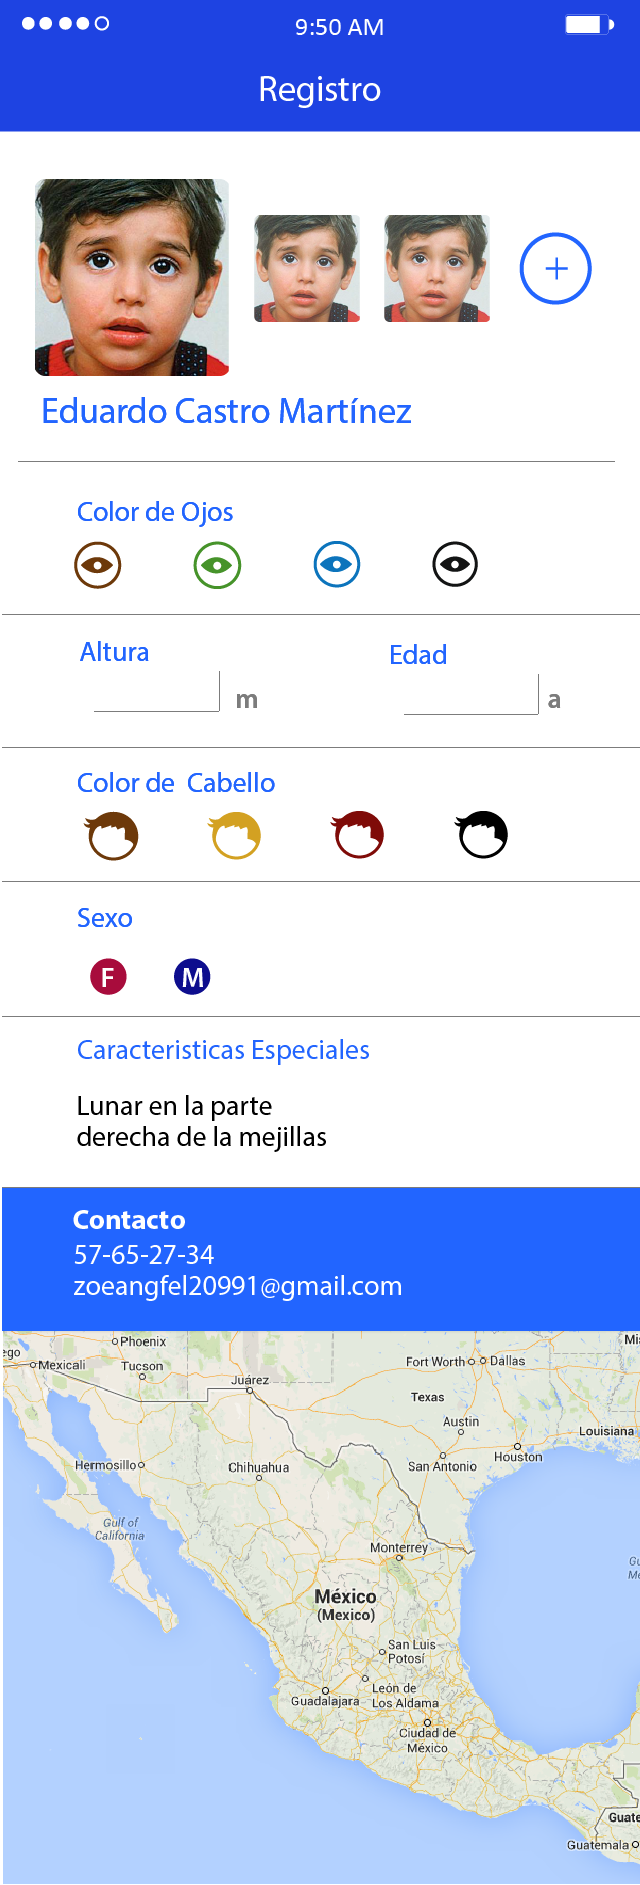 9:50 AM
Registro
Eduardo Castro Martínez
Color de Ojos
Altura
Edad
m
a
Color de Cabello
Sexo
F M
Caracteristicas Especiales
Lunar en la parte
derecha de la mejillas
Contacto
57-65-27-34
zoeangfel20991@gmail.com
Phoenix
ego
Mexicali
Tucson
Fort Worth
Dallas
Mi
Juárez
Texas
Austin
Louisiana
Hermosillo
Chihuahua
San Antonio
Houston
Gulf of
California
Monterrey
Gu
Me
México
(Mexico)
San Luis
Potosí
León de
Los Aldama
Guadalajara
Ciudad de
México
Guate
Guatemala